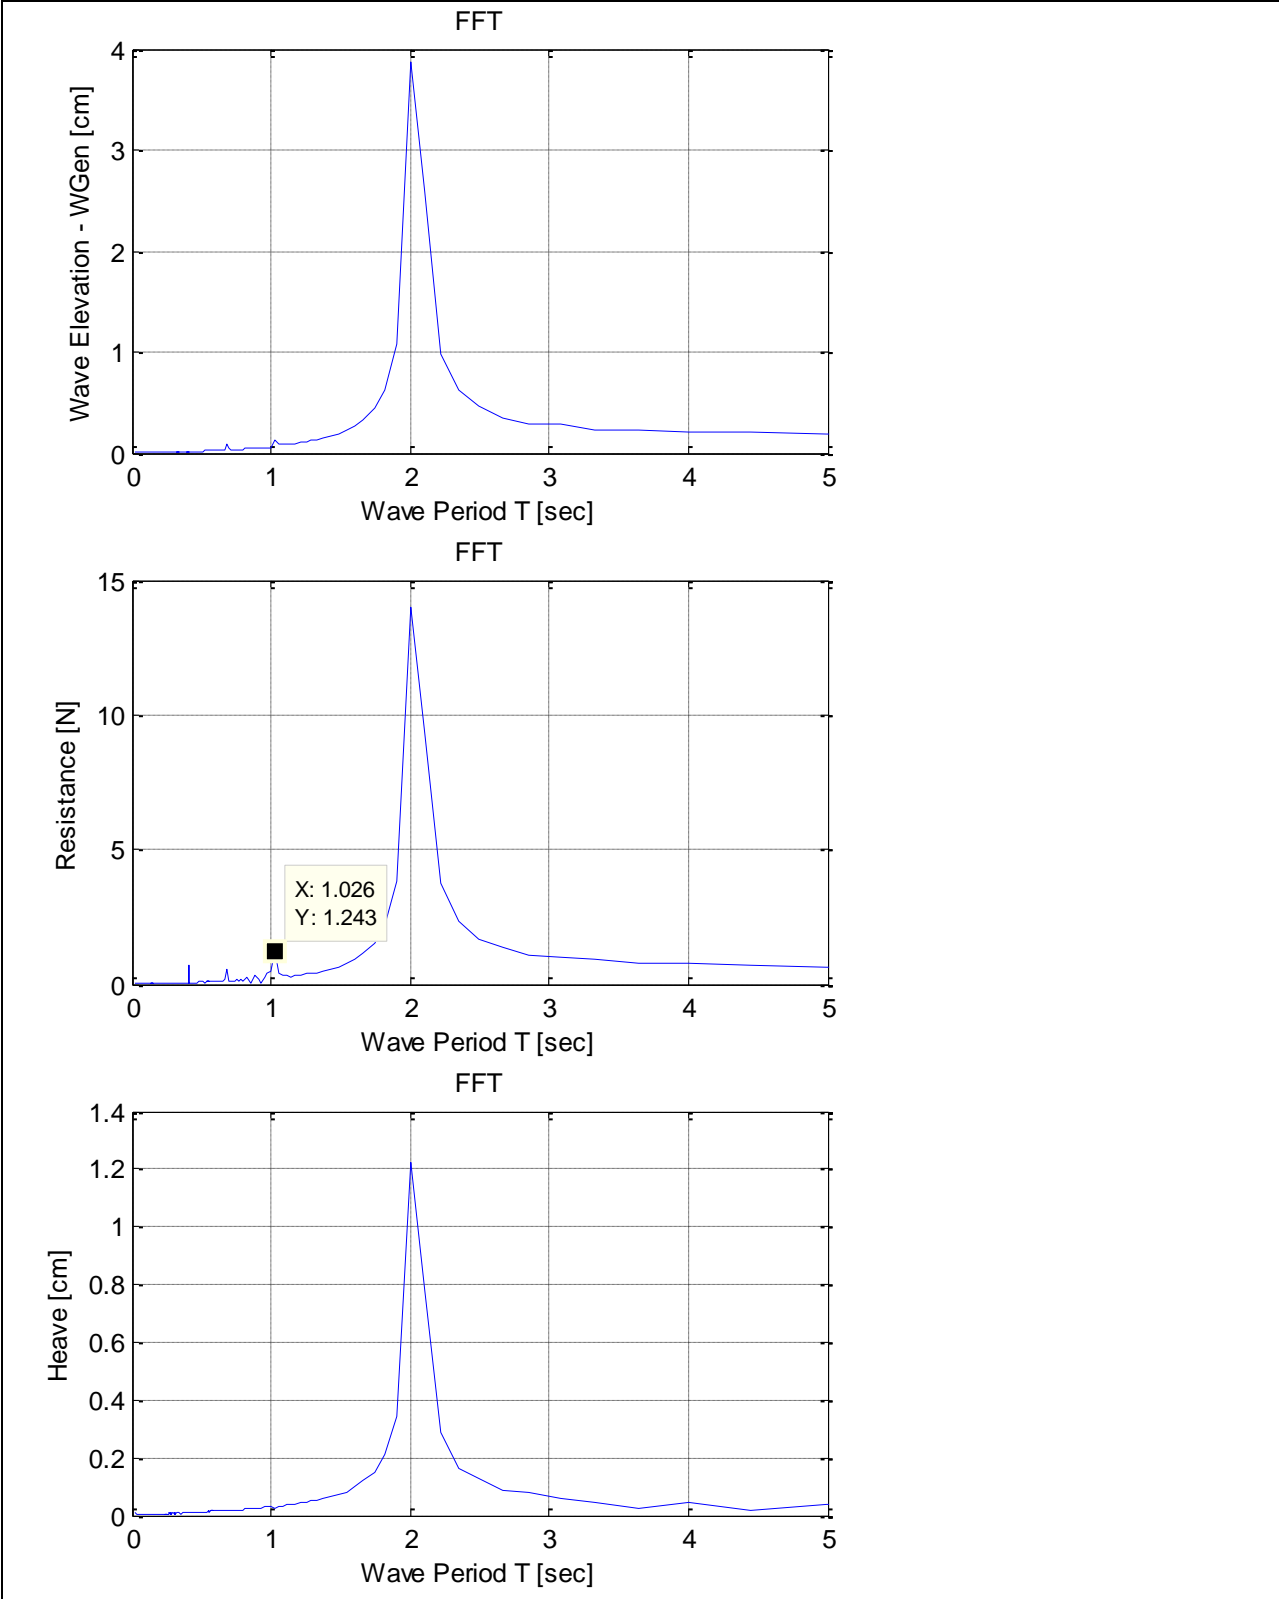 FFT
4
3
2
1
0
Wave Elevation - WGen [cm]
0 1 2 3 4 5
Wave Period T [sec]
FFT
15
10
5
0
Resistance [N]
X: 1.026
Y: 1.243
0 1 2 3 4 5
Wave Period T [sec]
FFT
1.4
1.2
1
0.8
0.6
0.4
0.2
0
Heave [cm]
0 1 2 3 4 5
Wave Period T [sec]